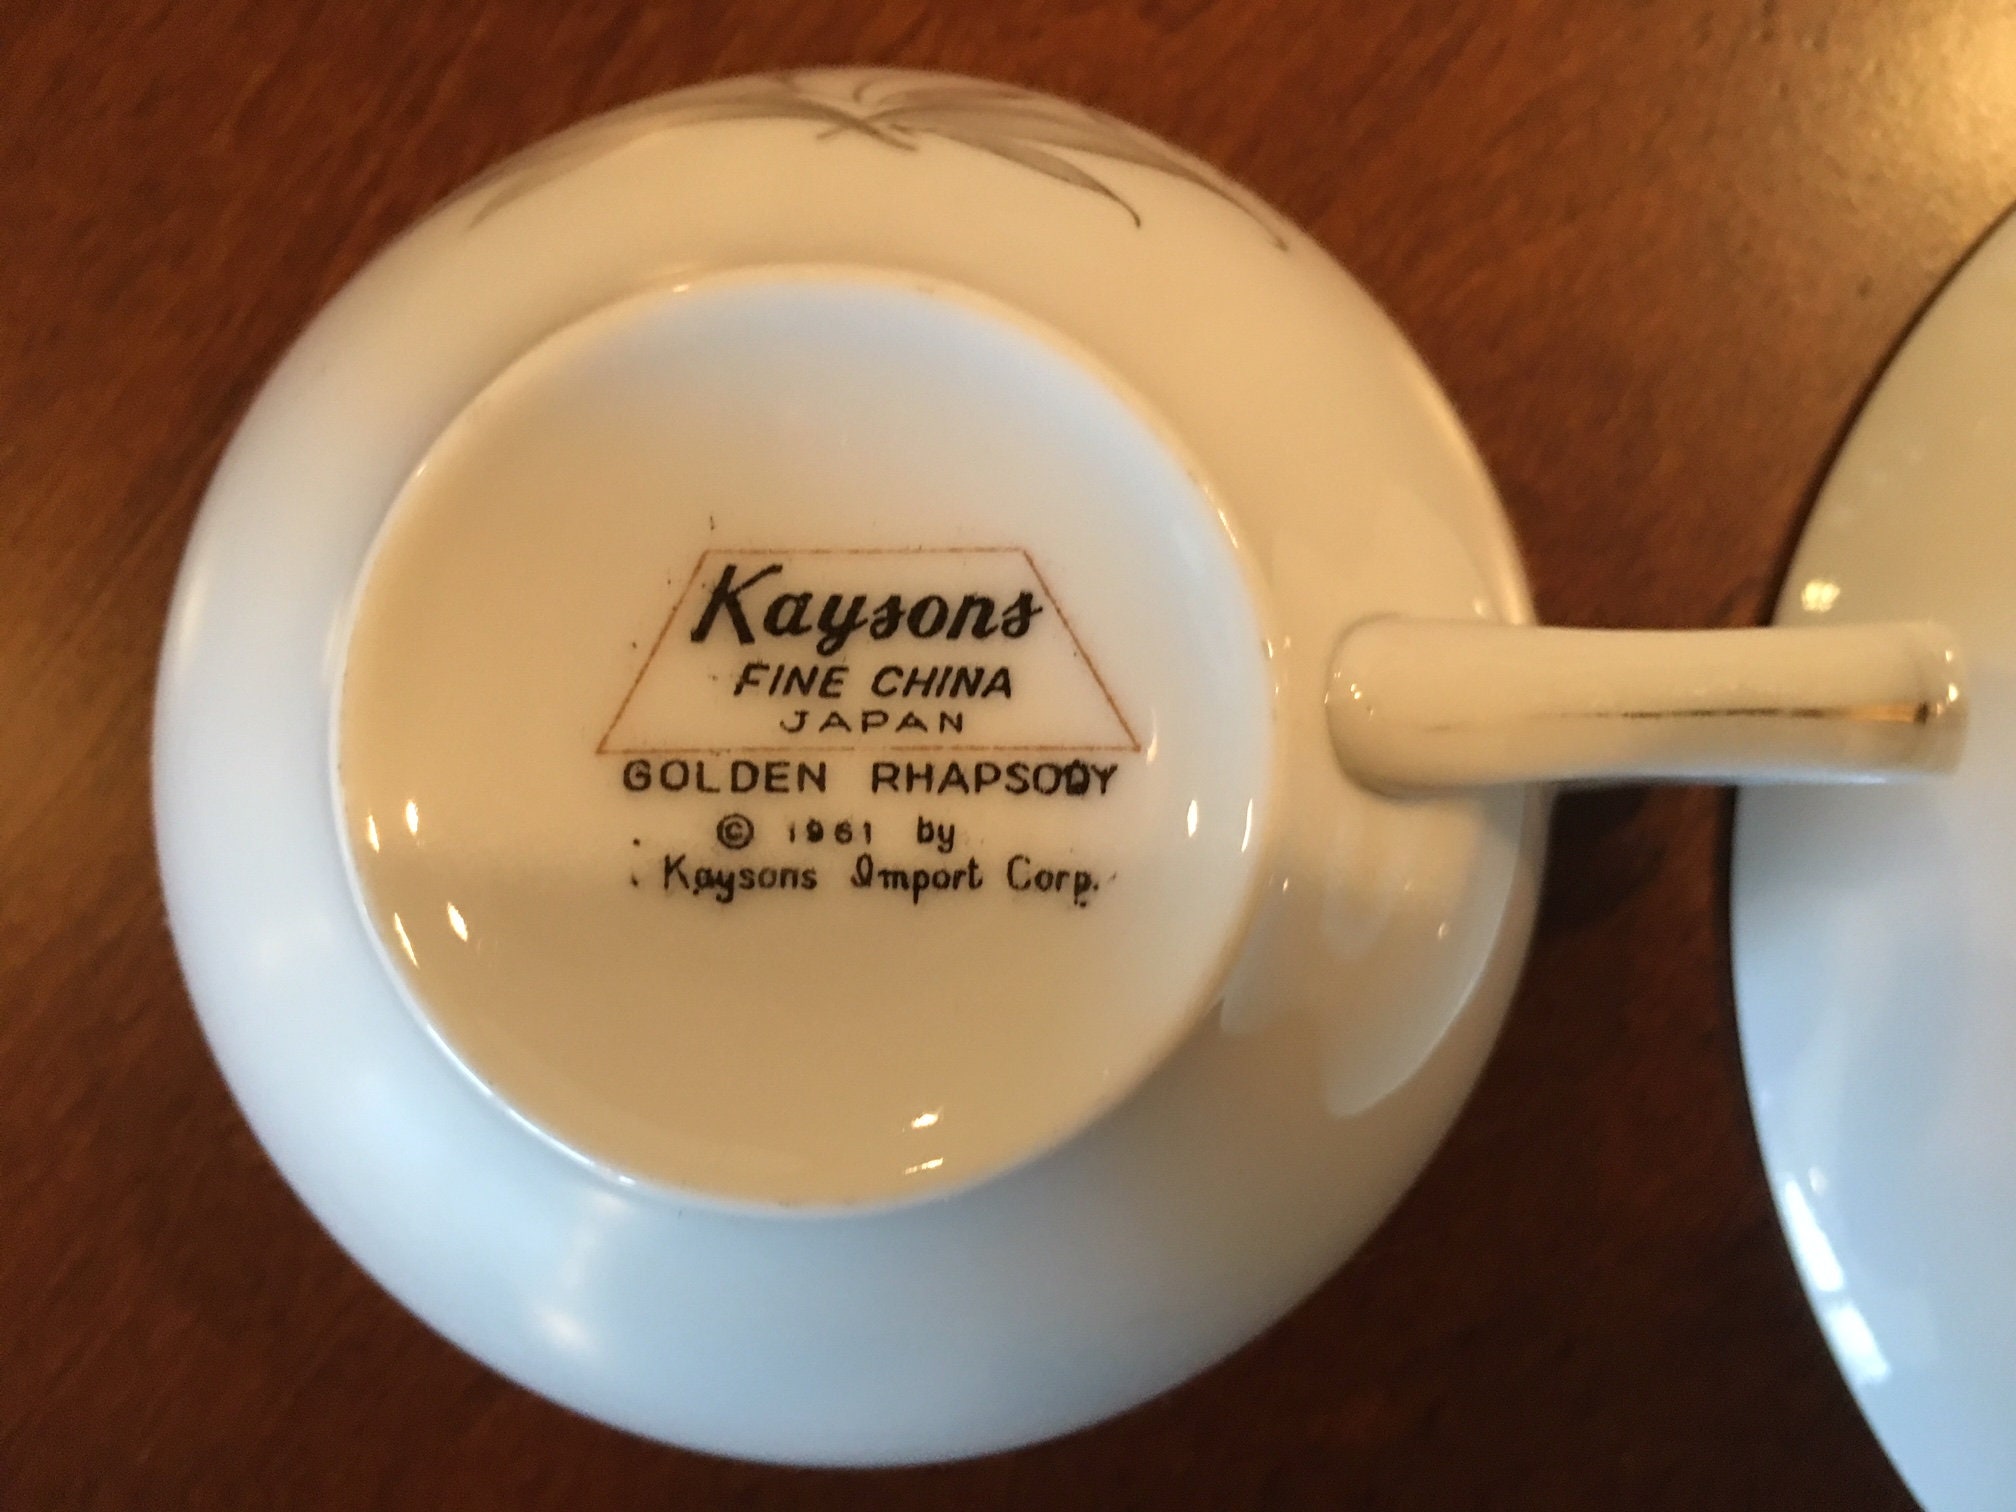 Kaysons
FINE CHINA
JAPAN
GOLDEN RHAPSODY
© 1961 by
Kaysons Import Corp.